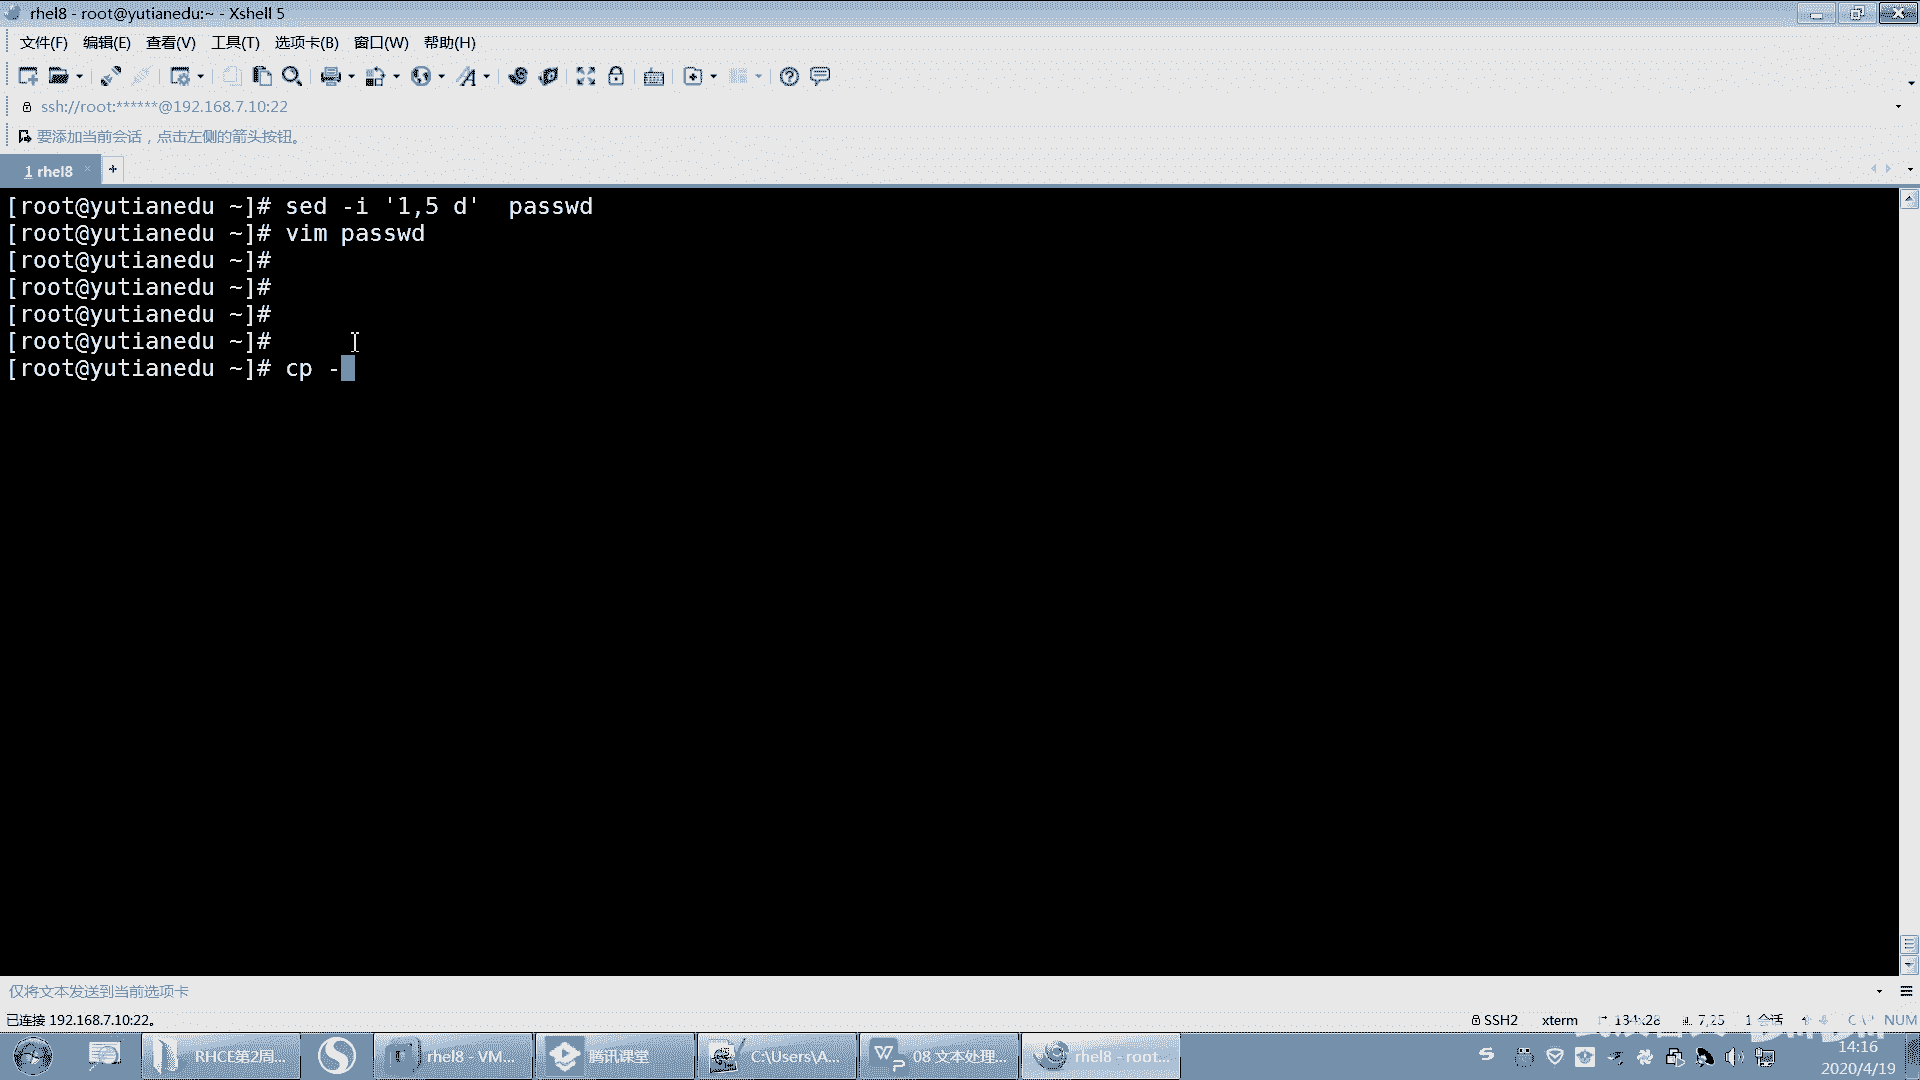 rhel8 - root@yutianedu:~ - Xshell 5
文件(F) 编辑(E) 查看(V) 工具(T) 选项卡(B) 窗口(W) 帮助(H)
ssh://root:******@192.168.7.10:22
要添加当前会话，点击左侧的箭头按钮。
1 rhel8
[root@yutianedu ~]# sed -i '1,5 d'  passwd
[root@yutianedu ~]# vim passwd
[root@yutianedu ~]#
[root@yutianedu ~]#
[root@yutianedu ~]#
[root@yutianedu ~]#
[root@yutianedu ~]# cp -
仅将文本发送到当前选项卡
已连接 192.168.7.10:22。
SSH2 xterm 134x28 7,25 1 会话 NUM
RHCE第2周... rhel8 - VM... 腾讯课堂 C:\Users\A... 08 文本处理... rhel8 - root...
14:16
2020/4/19